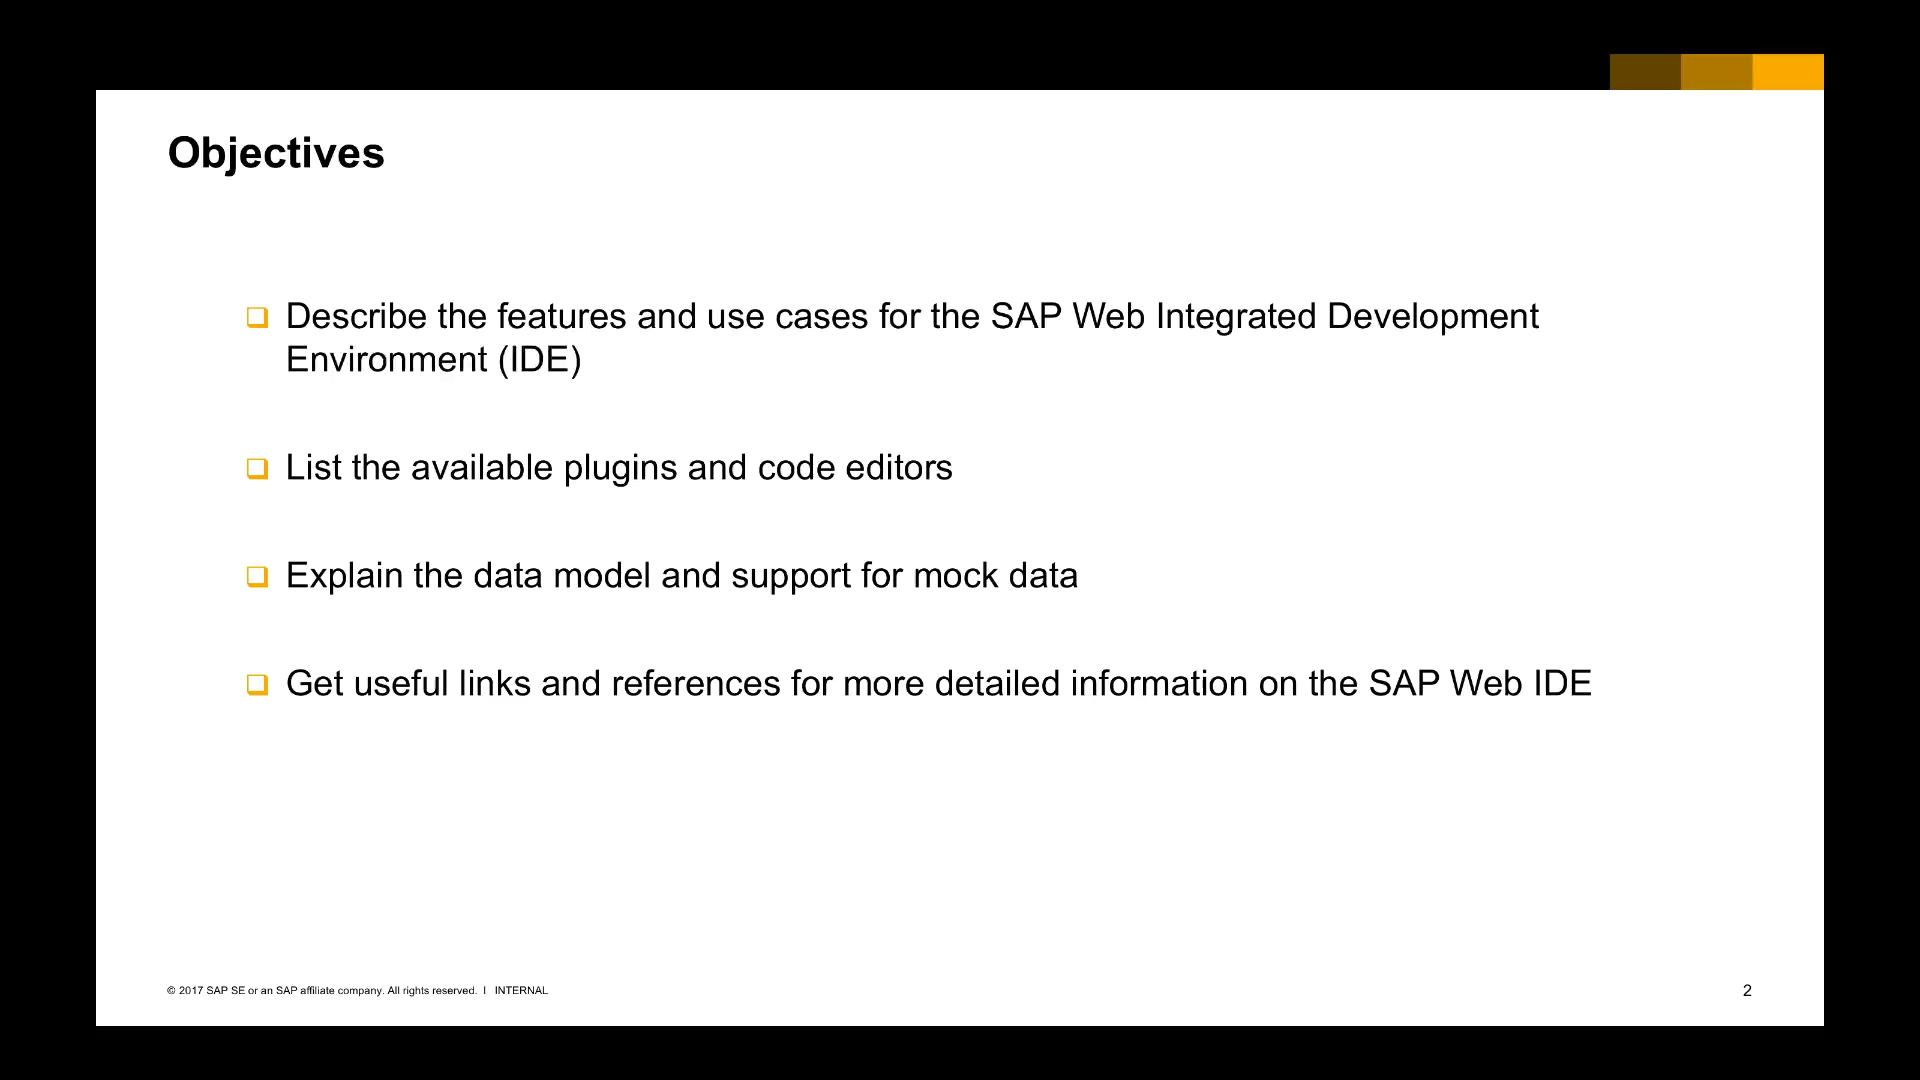 Objectives
Describe the features and use cases for the SAP Web Integrated Development
Environment (IDE)
List the available plugins and code editors
Explain the data model and support for mock data
Get useful links and references for more detailed information on the SAP Web IDE
© 2017 SAP SE or an SAP affiliate company. All rights reserved. | INTERNAL
2